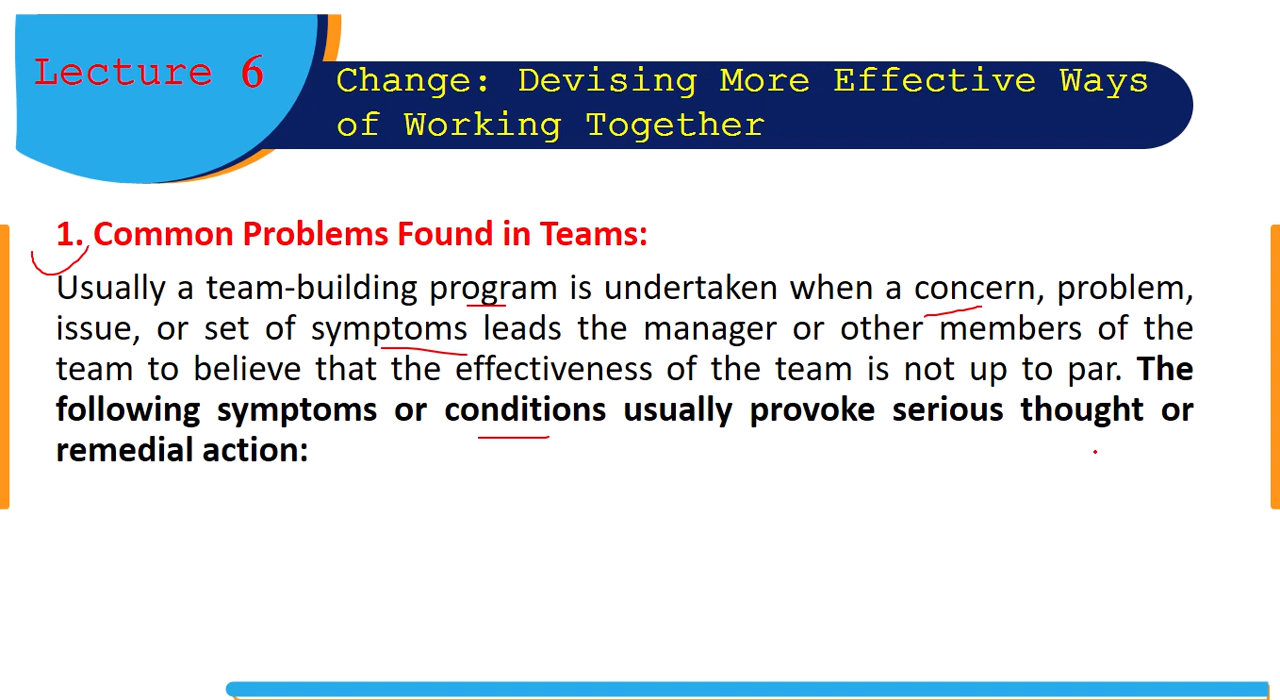 Lecture 6
Change: Devising More Effective Ways
of Working Together
1. Common Problems Found in Teams:
Usually a team-building program is undertaken when a concern, problem,
issue, or set of symptoms leads the manager or other members of the
team to believe that the effectiveness of the team is not up to par. The
following symptoms or conditions usually provoke serious thought or
remedial action: